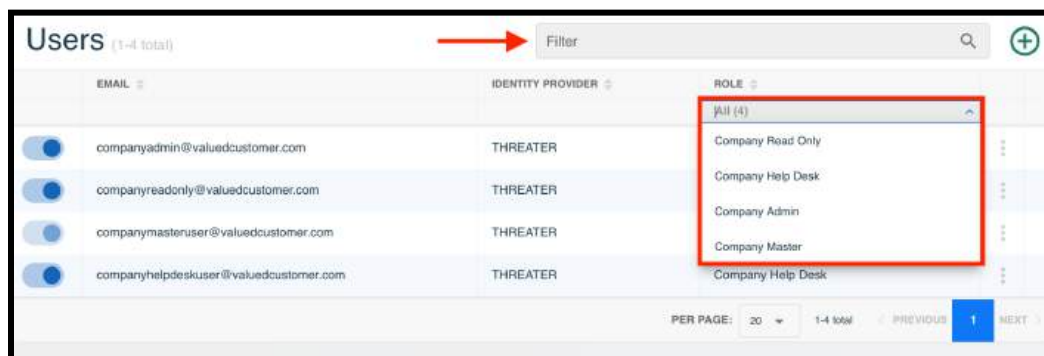 Users (1-4 total)
Filter
EMAIL
IDENTITY PROVIDER
ROLE
All (4)
companyadmin@valuedcustomer.com
THREATER
Company Read Only
companyreadonly@valuedcustomer.com
THREATER
Company Help Desk
Company Admin
companymasteruser@valuedcustomer.com
THREATER
Company Master
companyhelpdeskuser@valuedcustomer.com
THREATER
Company Help Desk
PER PAGE: 20 1-4 total PREVIOUS 1 NEXT